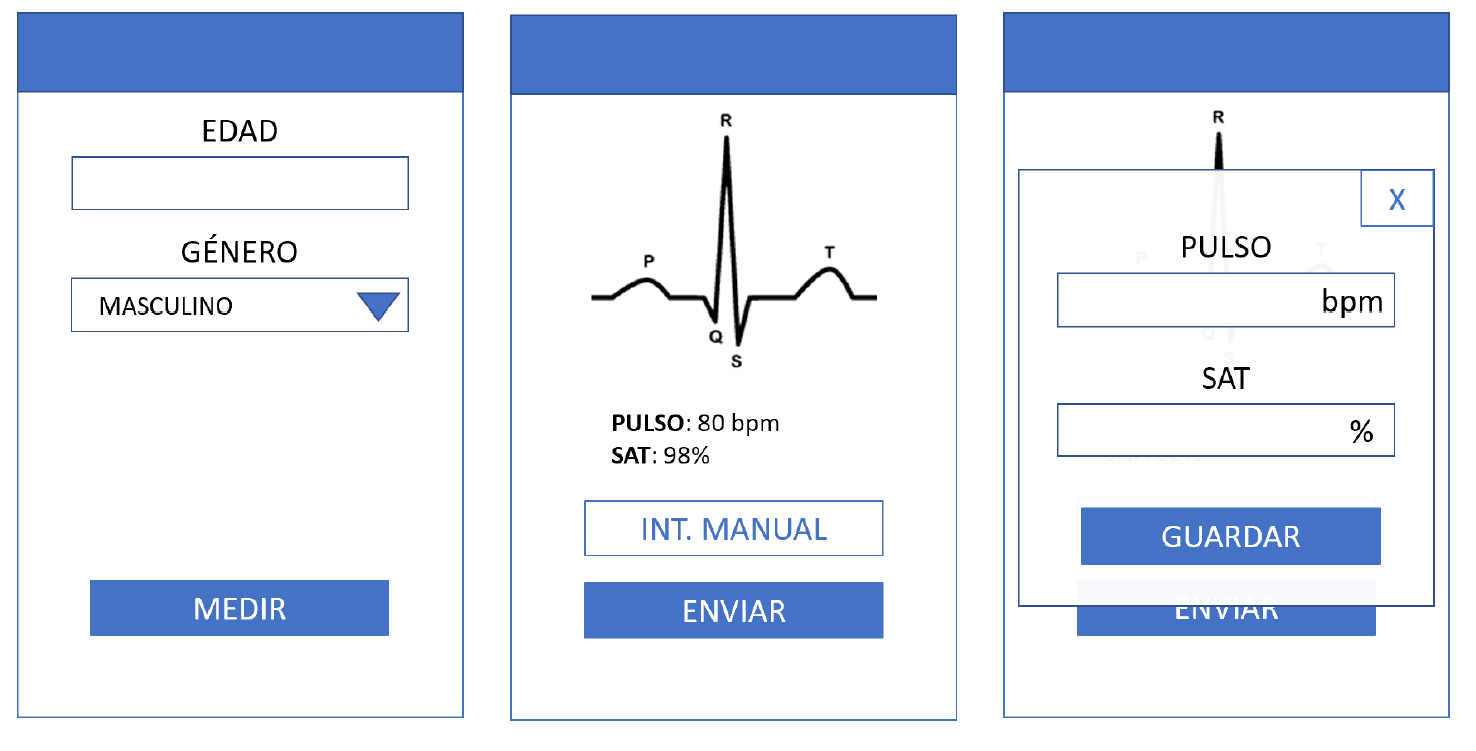 EDAD
GÉNERO
MASCULINO
MEDIR
R
P
T
Q
S
PULSO: 80 bpm
SAT: 98%
INT. MANUAL
ENVIAR
R
X
P
T
PULSO
bpm
Q
S
SAT
%
GUARDAR
ENVIAR